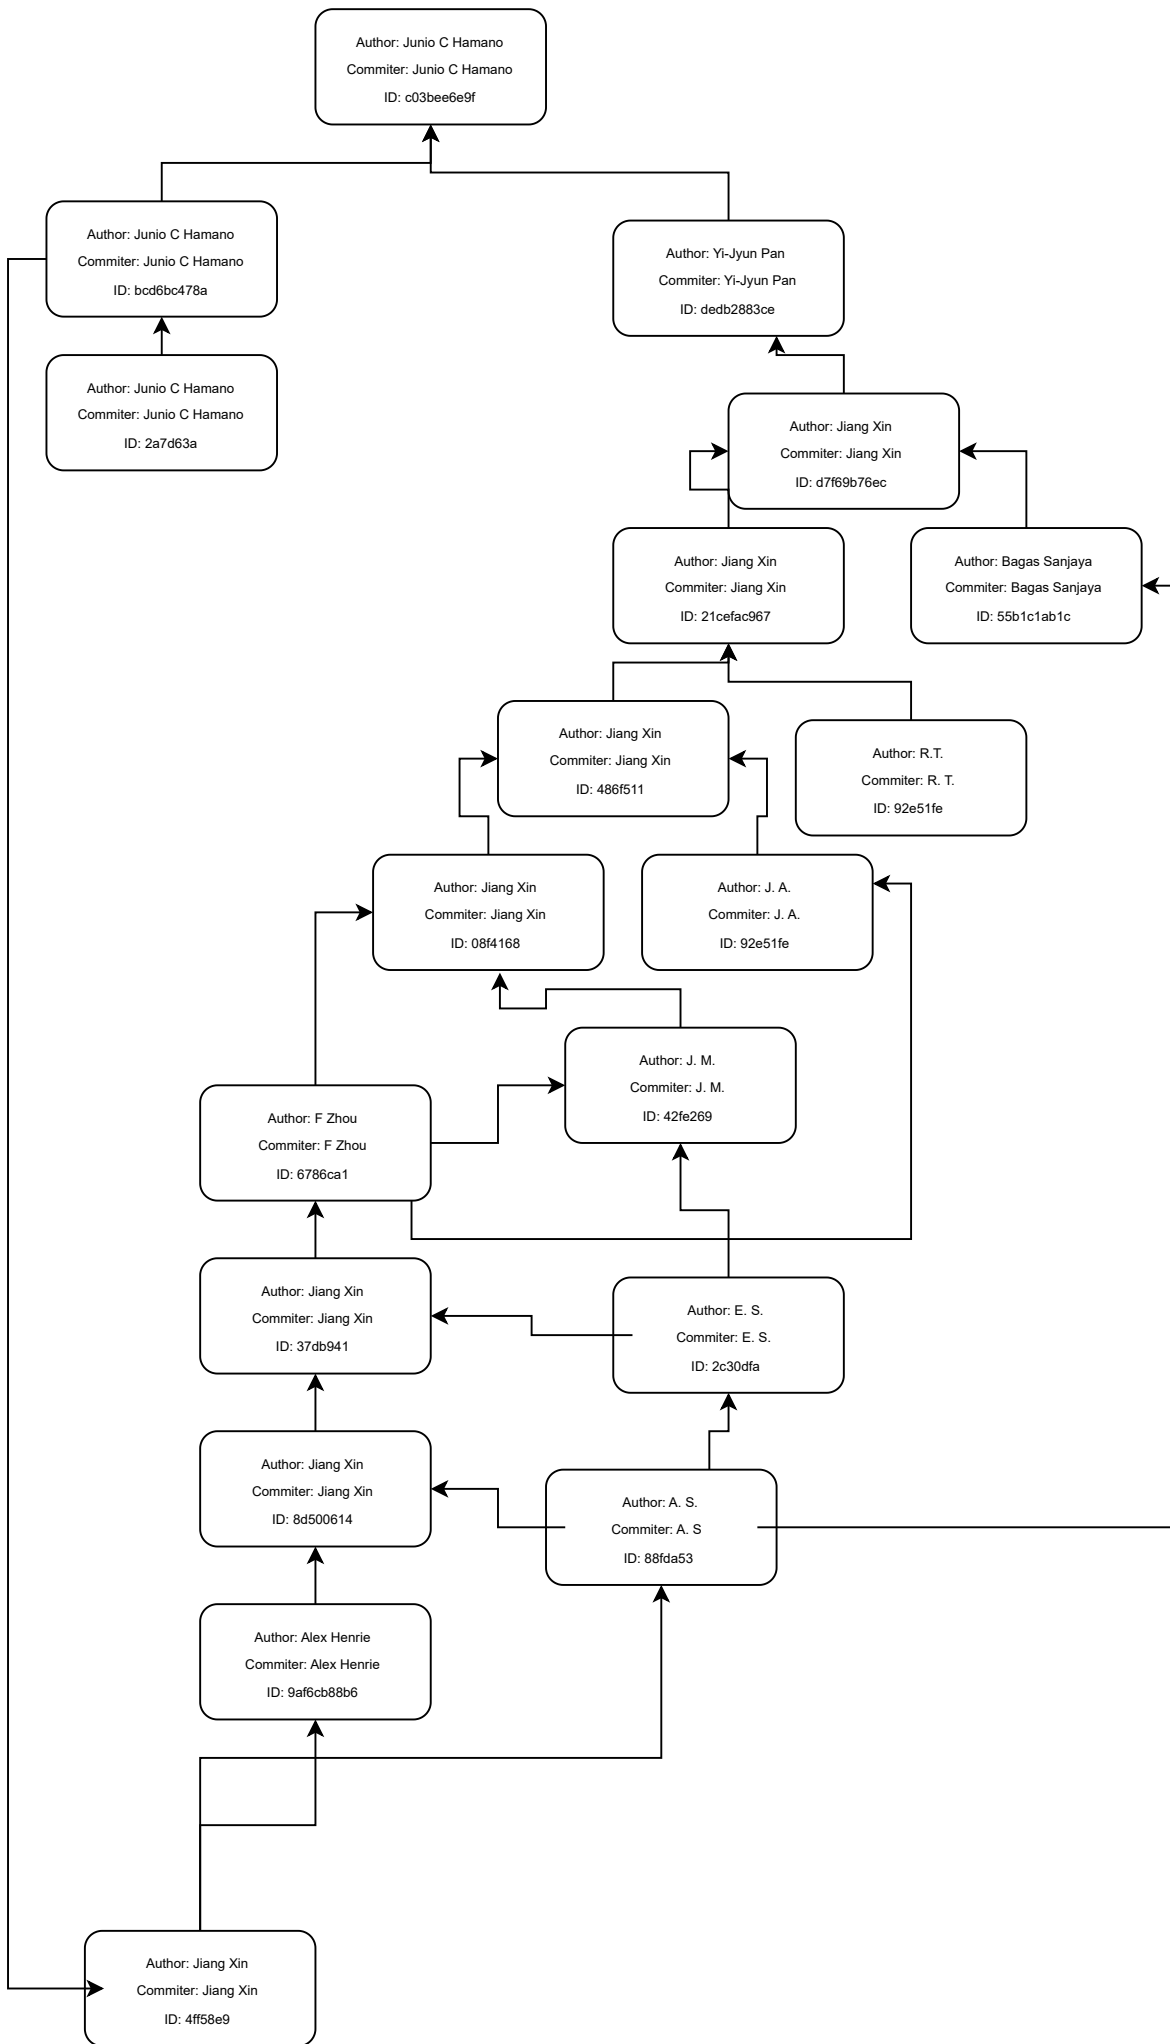 Author: Junio C Hamano
Commiter: Junio C Hamano
ID: c03bee6e9f
Author: Junio C Hamano
Commiter: Junio C Hamano
ID: bcd6bc478a
Author: Yi-Jyun Pan
Commiter: Yi-Jyun Pan
ID: dedb2883ce
Author: Junio C Hamano
Commiter: Junio C Hamano
ID: 2a7d63a
Author: Jiang Xin
Commiter: Jiang Xin
ID: d7f69b76ec
Author: Jiang Xin
Commiter: Jiang Xin
ID: 21cefac967
Author: Bagas Sanjaya
Commiter: Bagas Sanjaya
ID: 55b1c1ab1c
Author: Jiang Xin
Commiter: Jiang Xin
ID: 486f511
Author: R.T.
Commiter: R. T.
ID: 92e51fe
Author: Jiang Xin
Commiter: Jiang Xin
ID: 08f4168
Author: J. A.
Commiter: J. A.
ID: 92e51fe
Author: J. M.
Commiter: J. M.
ID: 42fe269
Author: F Zhou
Commiter: F Zhou
ID: 6786ca1
Author: Jiang Xin
Commiter: Jiang Xin
ID: 37db941
Author: E. S.
Commiter: E. S.
ID: 2c30dfa
Author: Jiang Xin
Commiter: Jiang Xin
ID: 8d500614
Author: A. S.
Commiter: A. S
ID: 88fda53
Author: Alex Henrie
Commiter: Alex Henrie
ID: 9af6cb88b6
Author: Jiang Xin
Commiter: Jiang Xin
ID: 4ff58e9